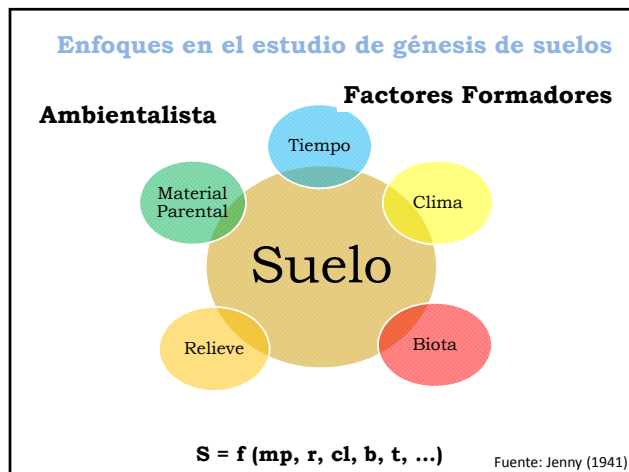 Enfoques en el estudio de génesis de suelos
Ambientalista
Factores Formadores
Tiempo
Material
Parental
Clima
Suelo
Relieve
Biota
S = f (mp, r, cl, b, t, ...)
Fuente: Jenny (1941)